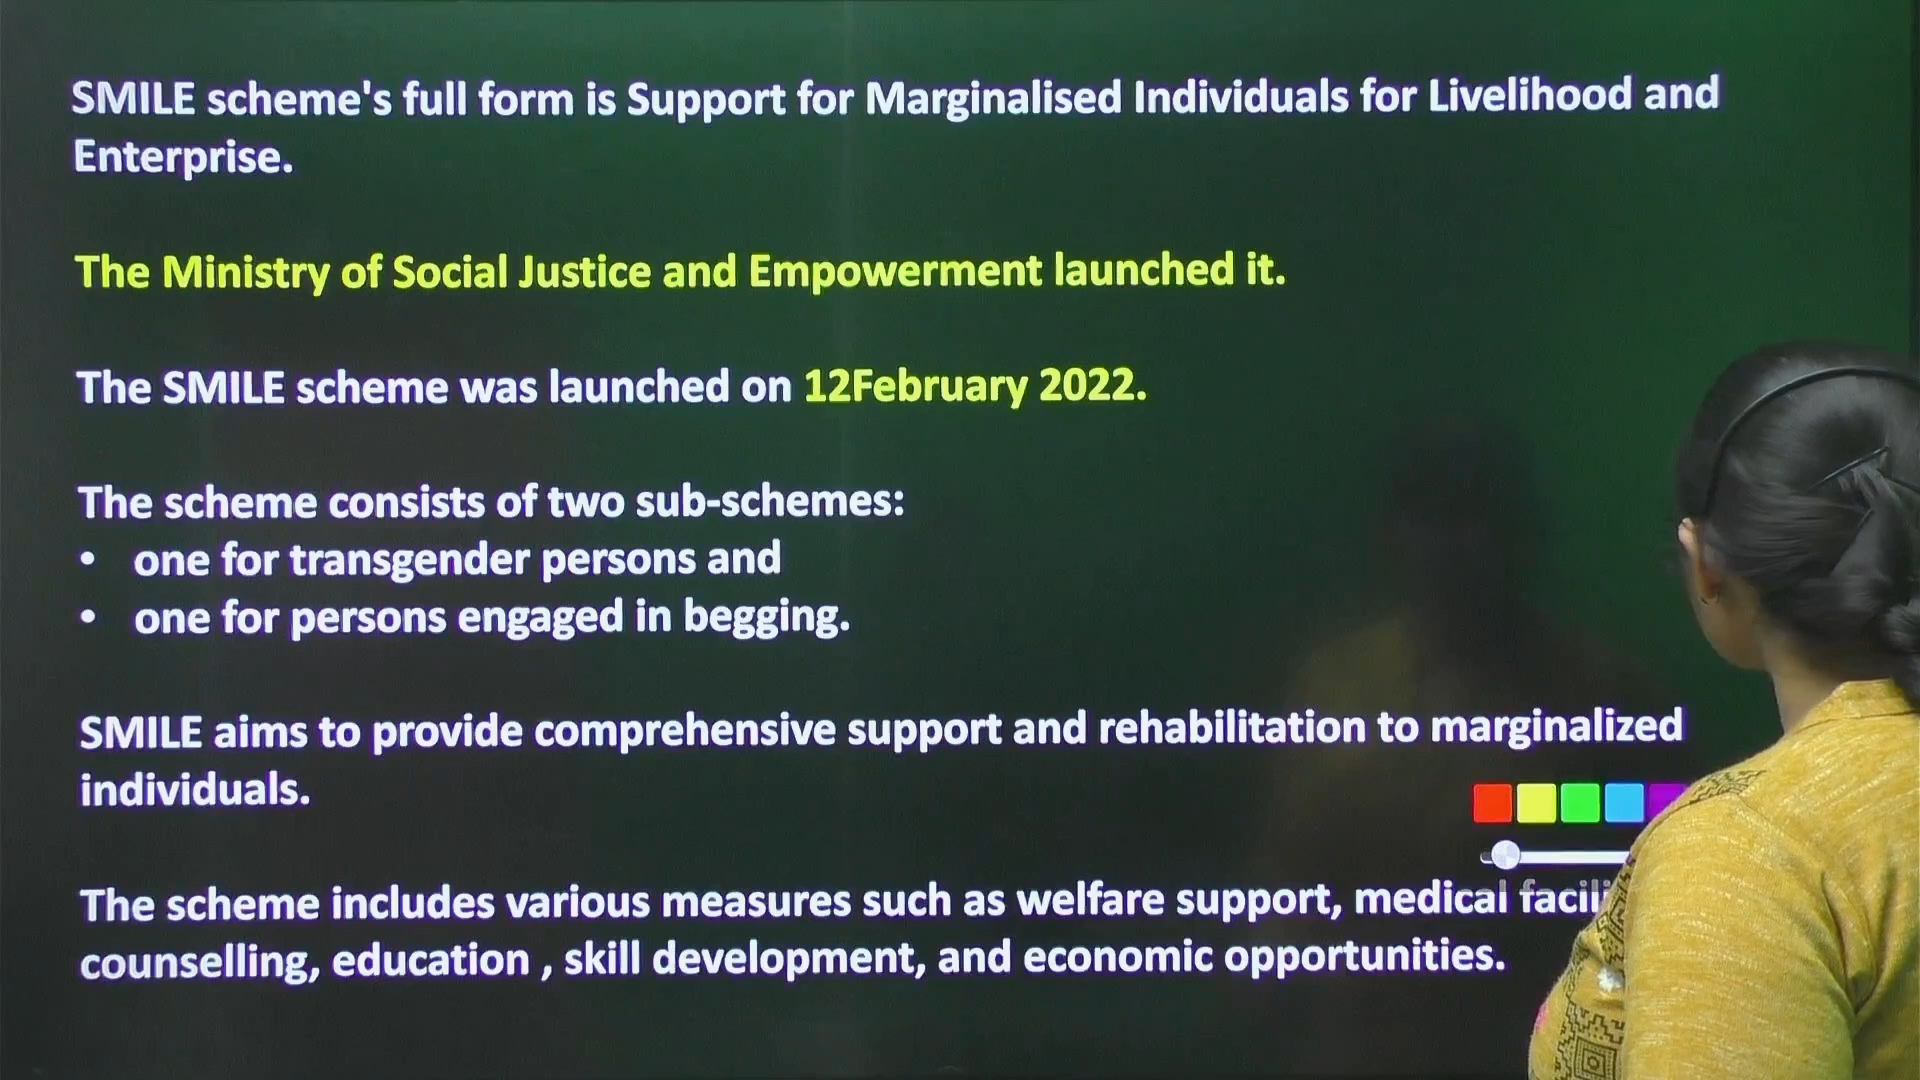 SMILE scheme's full form is Support for Marginalised Individuals for Livelihood and
Enterprise.
The Ministry of Social Justice and Empowerment launched it.
The SMILE scheme was launched on 12February 2022.
The scheme consists of two sub-schemes:
• one for transgender persons and
• one for persons engaged in begging.
SMILE aims to provide comprehensive support and rehabilitation to marginalized
individuals.
The scheme includes various measures such as welfare support, medical
counselling, education , skill development, and economic opportunities.